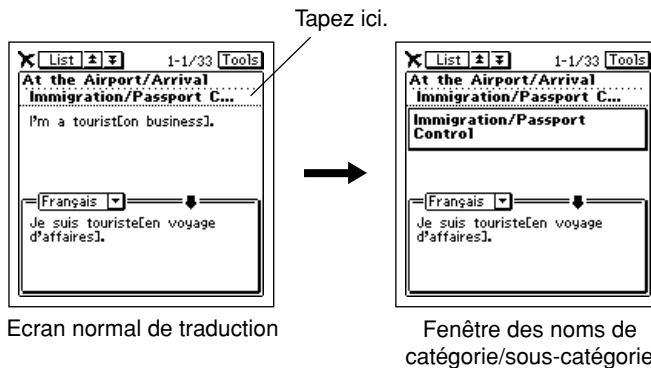 Tapez ici.
List 1-1/33 Tools
At the Airport/Arrival
Immigration/Passport C...
I'm a tourist[on business].
Français
Je suis touriste[en voyage
d'affaires].
Ecran normal de traduction
List 1-1/33 Tools
At the Airport/Arrival
Immigration/Passport C...
Immigration/Passport
Control
Français
Je suis touriste[en voyage
d'affaires].
Fenêtre des noms de
catégorie/sous-catégorie